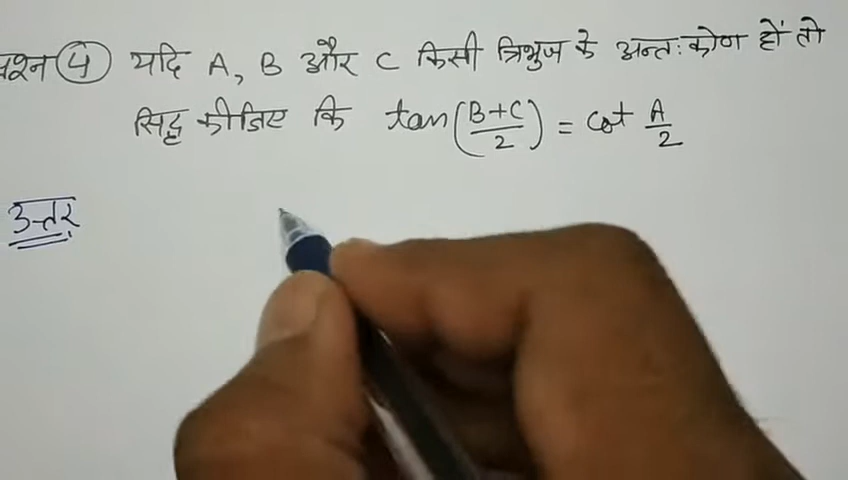 प्रश्न 4 यदि A, B और C किसी त्रिभुज के अन्तः कोण हों तो
सिद्ध कीजिए कि tan(B+C/2) = cot A/2
उत्तर